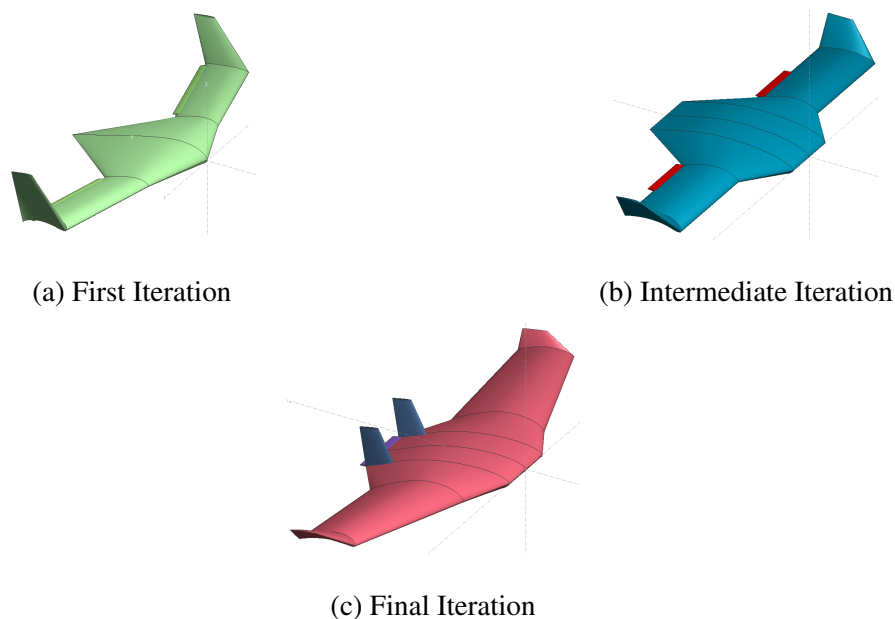 (a) First Iteration
(b) Intermediate Iteration
(c) Final Iteration